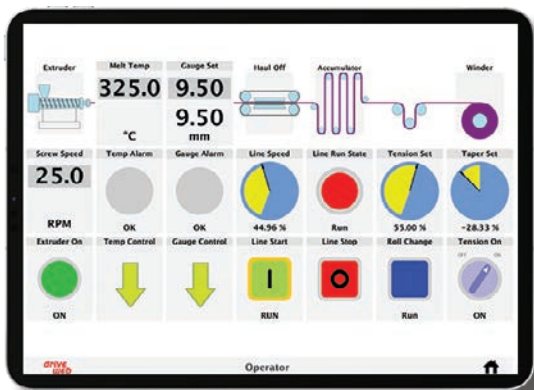 Extruder
Melt Temp
Gauge Set
Haul Off
Accumulator
Winder
325.0
9.50
9.50
°C
mm
Screw Speed
Temp Alarm
Gauge Alarm
Line Speed
Line Run State
Tension Set
Taper Set
25.0
RPM
OK
OK
44.96 %
Run
55.00 %
-28.33 %
Extruder On
Temp Control
Gauge Control
Line Start
Line Stop
Roll Change
Tension On
OFF
ON
I
O
ON
RUN
Run
ON
drive
web
Operator